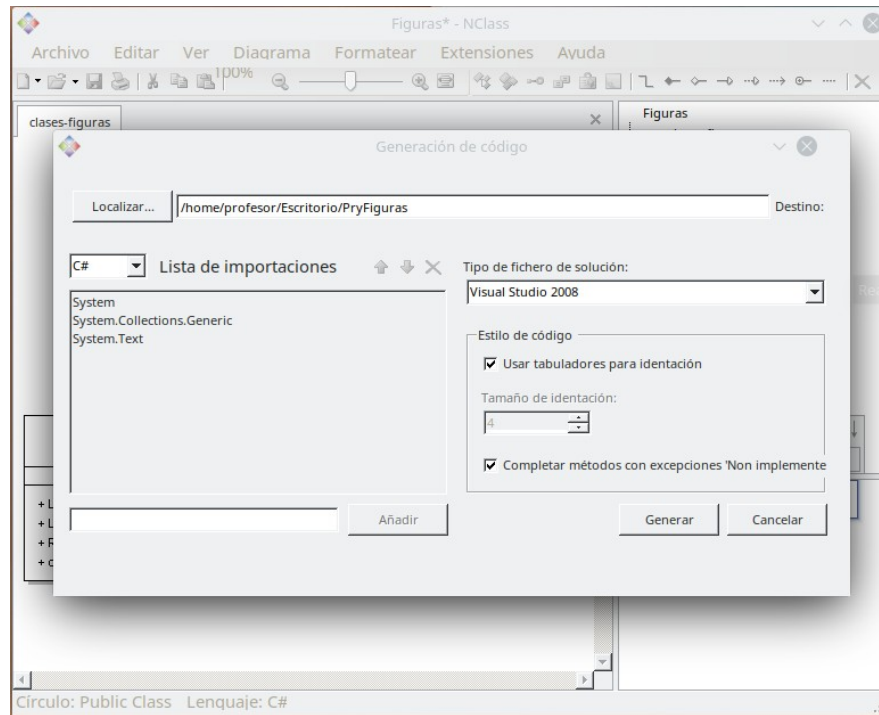 Figuras* - NClass
Archivo Editar Ver Diagrama Formatear Extensiones Ayuda
100%
clases-figuras
Figuras
Generación de código
Localizar... /home/profesor/Escritorio/PryFiguras Destino:
C# Lista de importaciones
Tipo de fichero de solución:
System
System.Collections.Generic
System.Text
Visual Studio 2008
Estilo de código
Usar tabuladores para identación
Tamaño de identación:
4
Completar métodos con excepciones 'Non implemente
Añadir
Generar Cancelar
+ L
+ L
+ R
+ c
Círculo: Public Class Lenguaje: C#